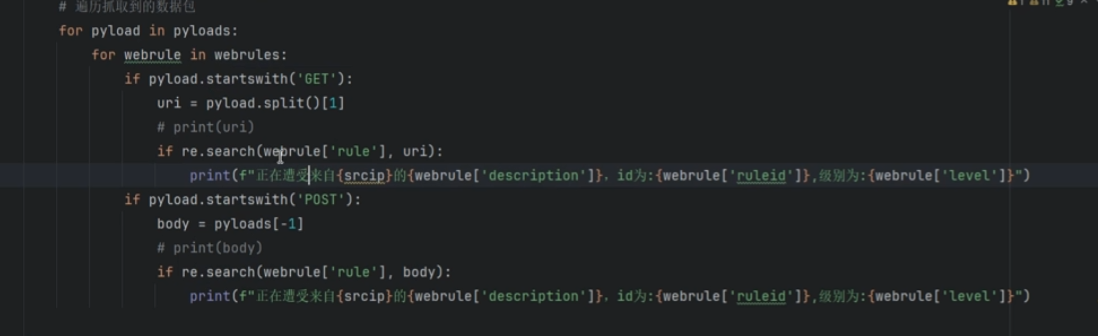 # 遍历抓取到的数据包
for pyload in pyloads:
    for webrule in webrules:
        if pyload.startswith('GET'):
            uri = pyload.split()[1]
            # print(uri)
            if re.search(webrule['rule'], uri):
                print(f"正在遭受来自{srcip}的{webrule['description']}, id为:{webrule['ruleid']},级别为:{webrule['level']}")
        if pyload.startswith('POST'):
            body = pyloads[-1]
            # print(body)
            if re.search(webrule['rule'], body):
                print(f"正在遭受来自{srcip}的{webrule['description']}, id为:{webrule['ruleid']},级别为:{webrule['level']}")